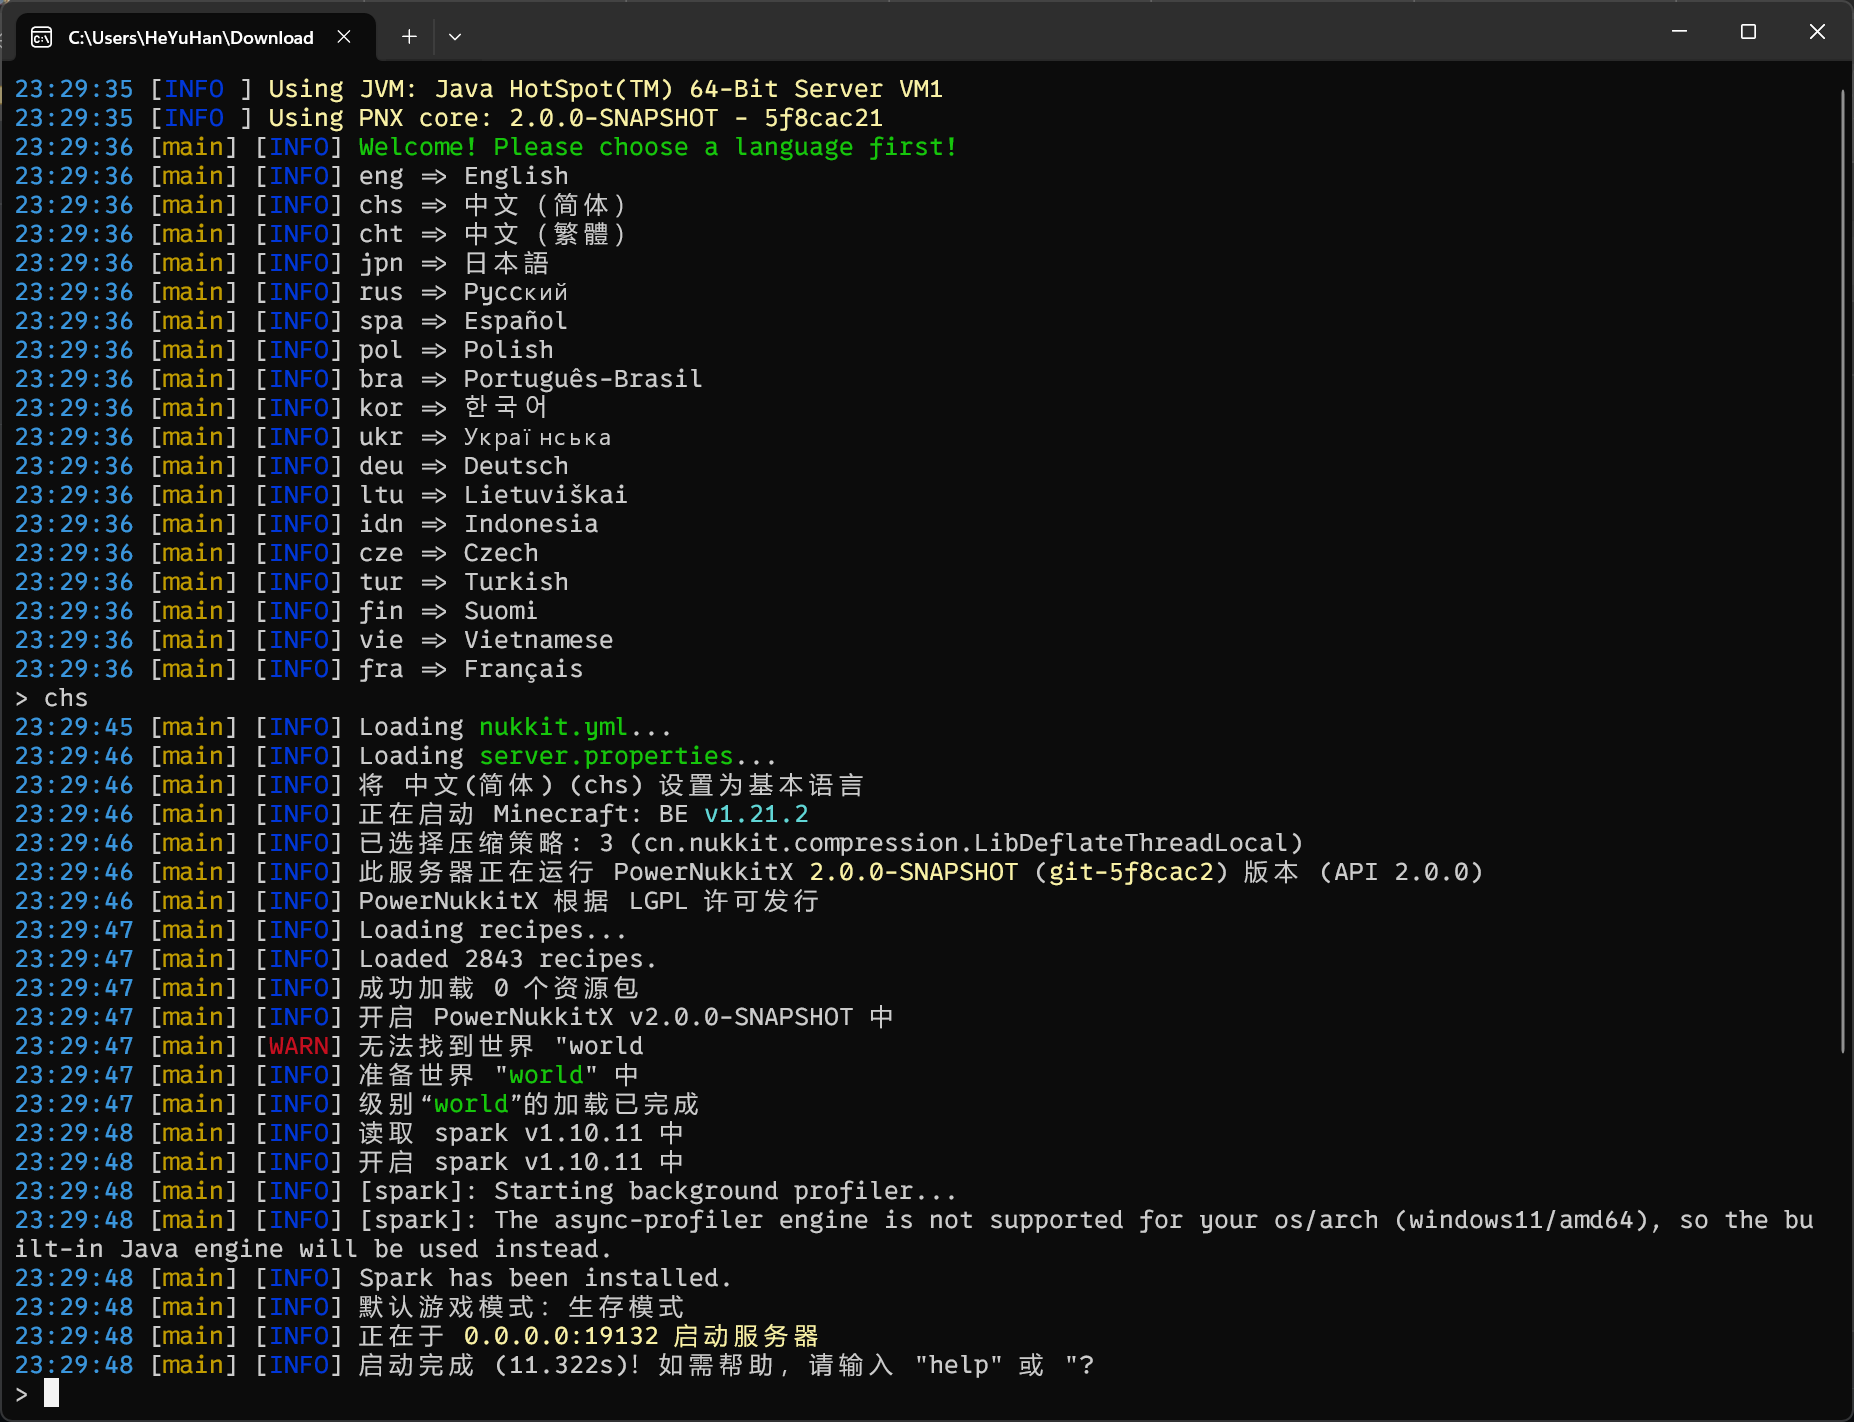 C:\Users\HeYuHan\Download
23:29:35 [INFO ] Using JVM: Java HotSpot(TM) 64-Bit Server VM1
23:29:35 [INFO ] Using PNX core: 2.0.0-SNAPSHOT - 5f8cac21
23:29:36 [main] [INFO] Welcome! Please choose a language first!
23:29:36 [main] [INFO] eng => English
23:29:36 [main] [INFO] chs => 中文 (简体)
23:29:36 [main] [INFO] cht => 中文 (繁體)
23:29:36 [main] [INFO] jpn => 日本語
23:29:36 [main] [INFO] rus => Русский
23:29:36 [main] [INFO] spa => Español
23:29:36 [main] [INFO] pol => Polish
23:29:36 [main] [INFO] bra => Português-Brasil
23:29:36 [main] [INFO] kor => 한국어
23:29:36 [main] [INFO] ukr => Українська
23:29:36 [main] [INFO] deu => Deutsch
23:29:36 [main] [INFO] ltu => Lietuviškai
23:29:36 [main] [INFO] idn => Indonesia
23:29:36 [main] [INFO] cze => Czech
23:29:36 [main] [INFO] tur => Turkish
23:29:36 [main] [INFO] fin => Suomi
23:29:36 [main] [INFO] vie => Vietnamese
23:29:36 [main] [INFO] fra => Français
> chs
23:29:45 [main] [INFO] Loading nukkit.yml...
23:29:46 [main] [INFO] Loading server.properties...
23:29:46 [main] [INFO] 将 中文(简体) (chs) 设置为基本语言
23:29:46 [main] [INFO] 正在启动 Minecraft: BE v1.21.2
23:29:46 [main] [INFO] 已选择压缩策略: 3 (cn.nukkit.compression.LibDeflateThreadLocal)
23:29:46 [main] [INFO] 此服务器正在运行 PowerNukkitX 2.0.0-SNAPSHOT (git-5f8cac2) 版本 (API 2.0.0)
23:29:46 [main] [INFO] PowerNukkitX 根据 LGPL 许可发行
23:29:47 [main] [INFO] Loading recipes...
23:29:47 [main] [INFO] Loaded 2843 recipes.
23:29:47 [main] [INFO] 成功加载 0 个资源包
23:29:47 [main] [INFO] 开启 PowerNukkitX v2.0.0-SNAPSHOT 中
23:29:47 [main] [WARN] 无法找到世界 "world
23:29:47 [main] [INFO] 准备世界 "world" 中
23:29:47 [main] [INFO] 级别“world”的加载已完成
23:29:48 [main] [INFO] 读取 spark v1.10.11 中
23:29:48 [main] [INFO] 开启 spark v1.10.11 中
23:29:48 [main] [INFO] [spark]: Starting background profiler...
23:29:48 [main] [INFO] [spark]: The async-profiler engine is not supported for your os/arch (windows11/amd64), so the bu
ilt-in Java engine will be used instead.
23:29:48 [main] [INFO] Spark has been installed.
23:29:48 [main] [INFO] 默认游戏模式: 生存模式
23:29:48 [main] [INFO] 正在于 0.0.0.0:19132 启动服务器
23:29:48 [main] [INFO] 启动完成 (11.322s)! 如需帮助, 请输入 "help" 或 "?
>